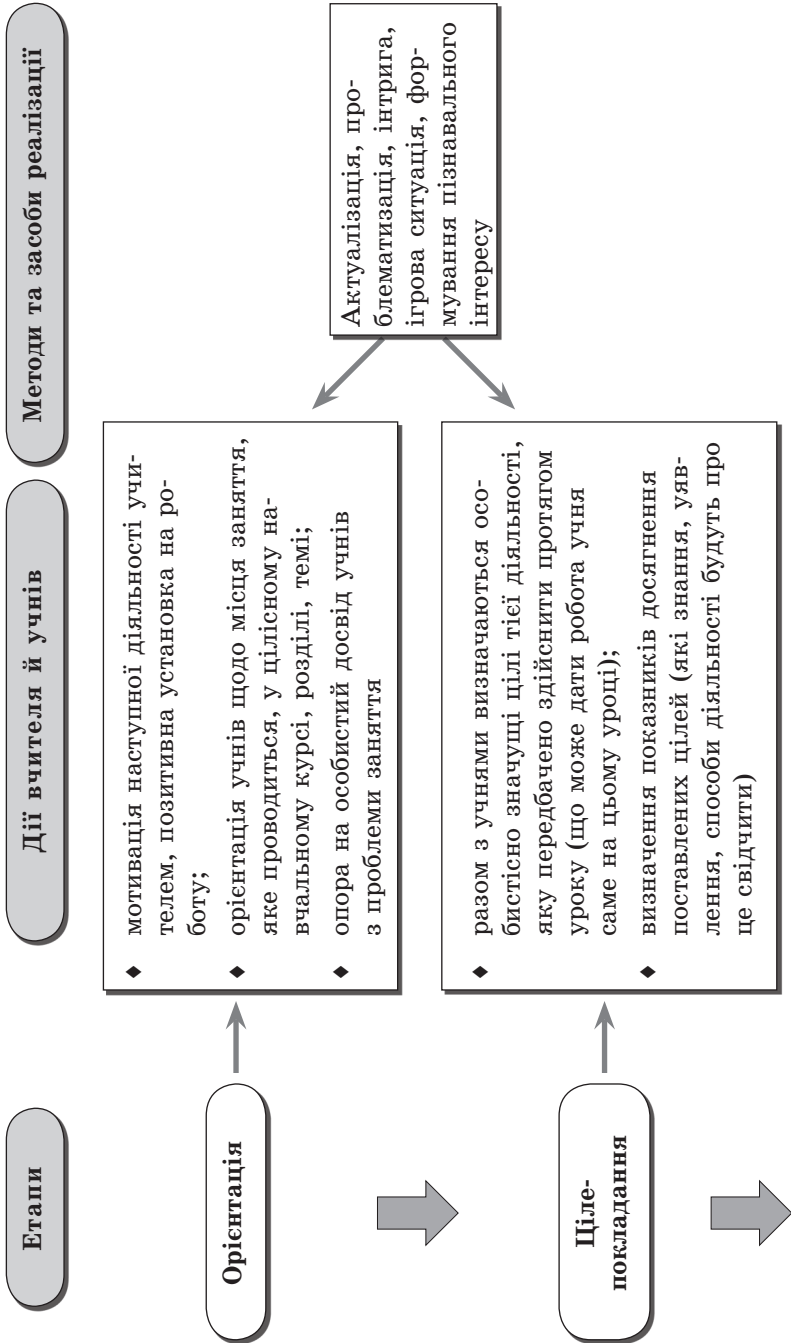 Етапи
Дії вчителя й учнів
Методи та засоби реалізації
Орієнтація
♦ мотивація наступної діяльності учи-
телем, позитивна установка на ро-
боту;
♦ орієнтація учнів щодо місця заняття,
яке проводиться, у цілісному на-
вчальному курсі, розділі, темі;
♦ опора на особистий досвід учнів
з проблеми заняття
Актуалізація, про-
блематизація, інтрига,
ігрова ситуація, фор-
мування пізнавального
інтересу
Ціле-
покладання
♦ разом з учнями визначаються осо-
бистісно значущі цілі тієї діяльності,
яку передбачено здійснити протягом
уроку (що може дати робота учня
саме на цьому уроці);
♦ визначення показників досягнення
поставлених цілей (які знання, уяв-
лення, способи діяльності будуть про
це свідчити)